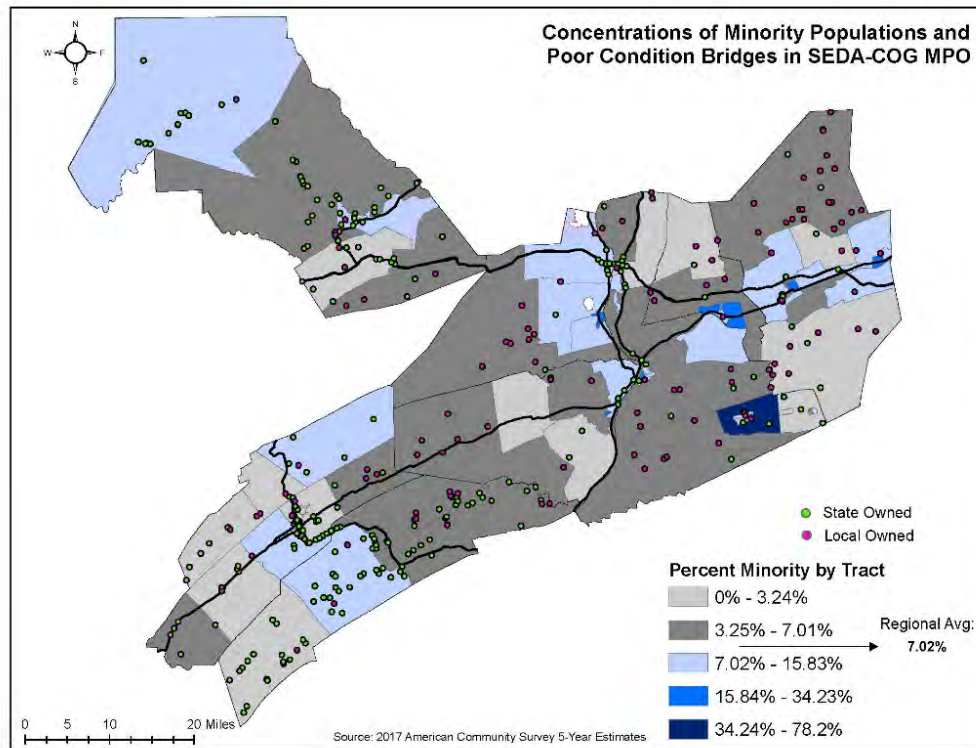 Concentrations of Minority Populations and
Poor Condition Bridges in SEDA-COG MPO
N
W
E
S
State Owned
Local Owned
Percent Minority by Tract
0% - 3.24%
3.25% - 7.01%
Regional Avg:
7.02%
7.02% - 15.83%
15.84% - 34.23%
34.24% - 78.2%
0 5 10 20 Miles
Source: 2017 American Community Survey 5-Year Estimates